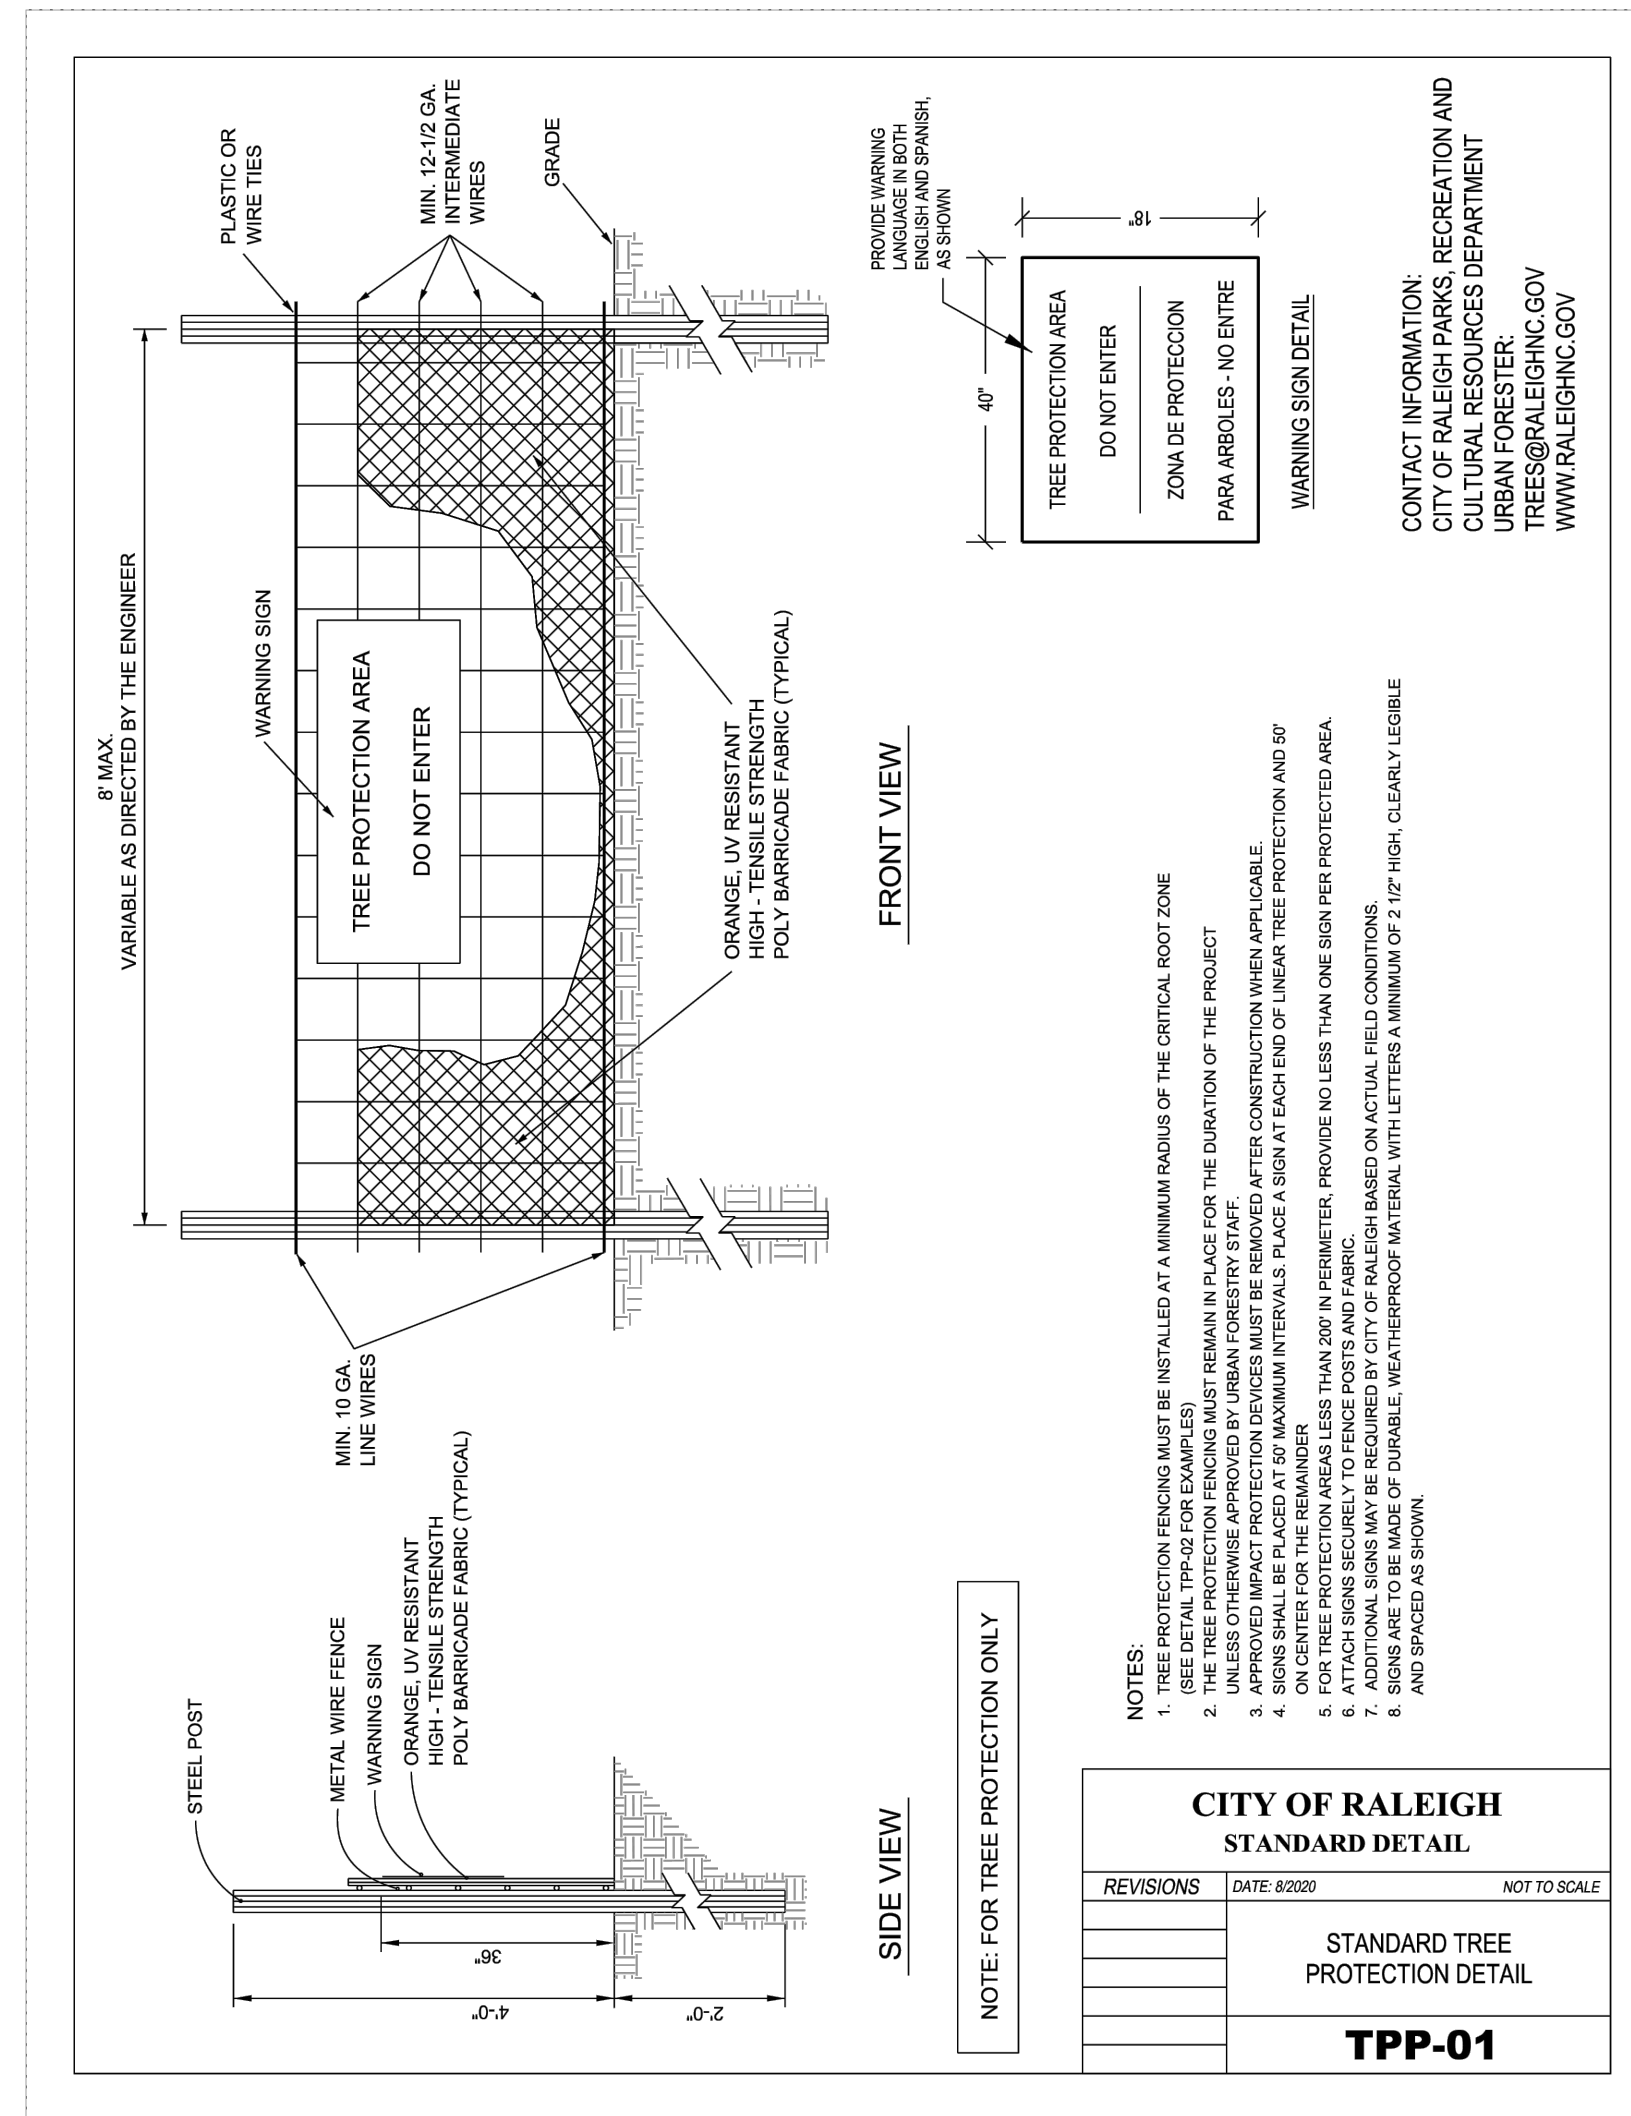 8' MAX.
VARIABLE AS DIRECTED BY THE ENGINEER
PLASTIC OR
WIRE TIES
MIN. 12-1/2 GA.
INTERMEDIATE
WIRES
GRADE
WARNING SIGN
TREE PROTECTION AREA
DO NOT ENTER
MIN. 10 GA.
LINE WIRES
ORANGE, UV RESISTANT
HIGH - TENSILE STRENGTH
POLY BARRICADE FABRIC (TYPICAL)
FRONT VIEW
STEEL POST
METAL WIRE FENCE
WARNING SIGN
ORANGE, UV RESISTANT
HIGH - TENSILE STRENGTH
POLY BARRICADE FABRIC (TYPICAL)
36"
4'-0"
2'-0"
SIDE VIEW
PROVIDE WARNING
LANGUAGE IN BOTH
ENGLISH AND SPANISH,
AS SHOWN
40"
18"
TREE PROTECTION AREA
DO NOT ENTER
ZONA DE PROTECCION
PARA ARBOLES - NO ENTRE
WARNING SIGN DETAIL
NOTE: FOR TREE PROTECTION ONLY
NOTES:
1. TREE PROTECTION FENCING MUST BE INSTALLED AT A MINIMUM RADIUS OF THE CRITICAL ROOT ZONE
(SEE DETAIL TPP-02 FOR EXAMPLES)
2. THE TREE PROTECTION FENCING MUST REMAIN IN PLACE FOR THE DURATION OF THE PROJECT
UNLESS OTHERWISE APPROVED BY URBAN FORESTRY STAFF.
3. APPROVED IMPACT PROTECTION DEVICES MUST BE REMOVED AFTER CONSTRUCTION WHEN APPLICABLE.
4. SIGNS SHALL BE PLACED AT 50' MAXIMUM INTERVALS. PLACE A SIGN AT EACH END OF LINEAR TREE PROTECTION AND 50'
ON CENTER FOR THE REMAINDER
5. FOR TREE PROTECTION AREAS LESS THAN 200' IN PERIMETER, PROVIDE NO LESS THAN ONE SIGN PER PROTECTED AREA.
6. ATTACH SIGNS SECURELY TO FENCE POSTS AND FABRIC.
7. ADDITIONAL SIGNS MAY BE REQUIRED BY CITY OF RALEIGH BASED ON ACTUAL FIELD CONDITIONS.
8. SIGNS ARE TO BE MADE OF DURABLE, WEATHERPROOF MATERIAL WITH LETTERS A MINIMUM OF 2 1/2" HIGH, CLEARLY LEGIBLE
AND SPACED AS SHOWN.
CONTACT INFORMATION:
CITY OF RALEIGH PARKS, RECREATION AND
CULTURAL RESOURCES DEPARTMENT
URBAN FORESTER:
TREES@RALEIGHNC.GOV
WWW.RALEIGHNC.GOV
CITY OF RALEIGH
STANDARD DETAIL
REVISIONS
DATE: 8/2020
NOT TO SCALE
STANDARD TREE
PROTECTION DETAIL
TPP-01